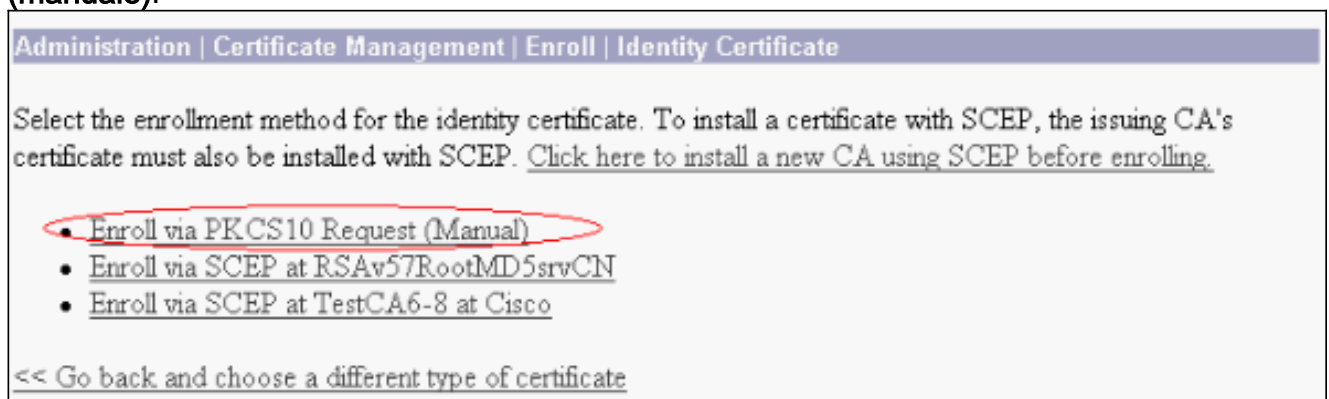 (manuale).
Administration | Certificate Management | Enroll | Identity Certificate
Select the enrollment method for the identity certificate. To install a certificate with SCEP, the issuing CA's
certificate must also be installed with SCEP. Click here to install a new CA using SCEP before enrolling.
• Enroll via PKCS10 Request (Manual)
• Enroll via SCEP at RSAv57RootMD5srvCN
• Enroll via SCEP at TestCA6-8 at Cisco
<< Go back and choose a different type of certificate